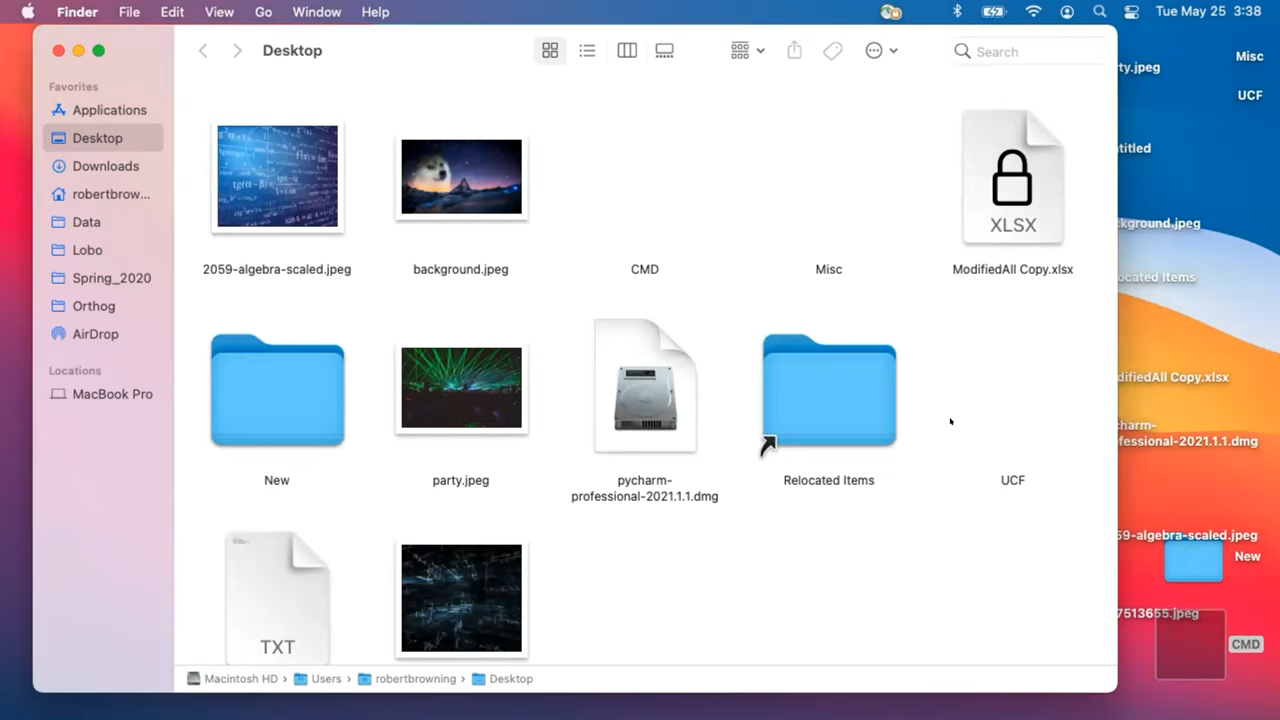 Finder File Edit View Go Window Help Tue May 25 3:38
Desktop
Search
Favorites
Applications
Desktop
Downloads
robertbrow...
Data
Lobo
Spring_2020
Orthog
AirDrop
Locations
MacBook Pro
2059-algebra-scaled.jpeg
background.jpeg
CMD
Misc
XLSX
ModifiedAll Copy.xlsx
New
party.jpeg
pycharm-
professional-2021.1.1.dmg
Relocated Items
UCF
TXT
Macintosh HD › Users › robertbrowning › Desktop
Misc
rty.jpeg
UCF
ntitled
kground.jpeg
ocated Items
difiedAll Copy.xlsx
charm-
ofessional-2021.1.1.dmg
59-algebra-scaled.jpeg
New
7513655.jpeg
CMD